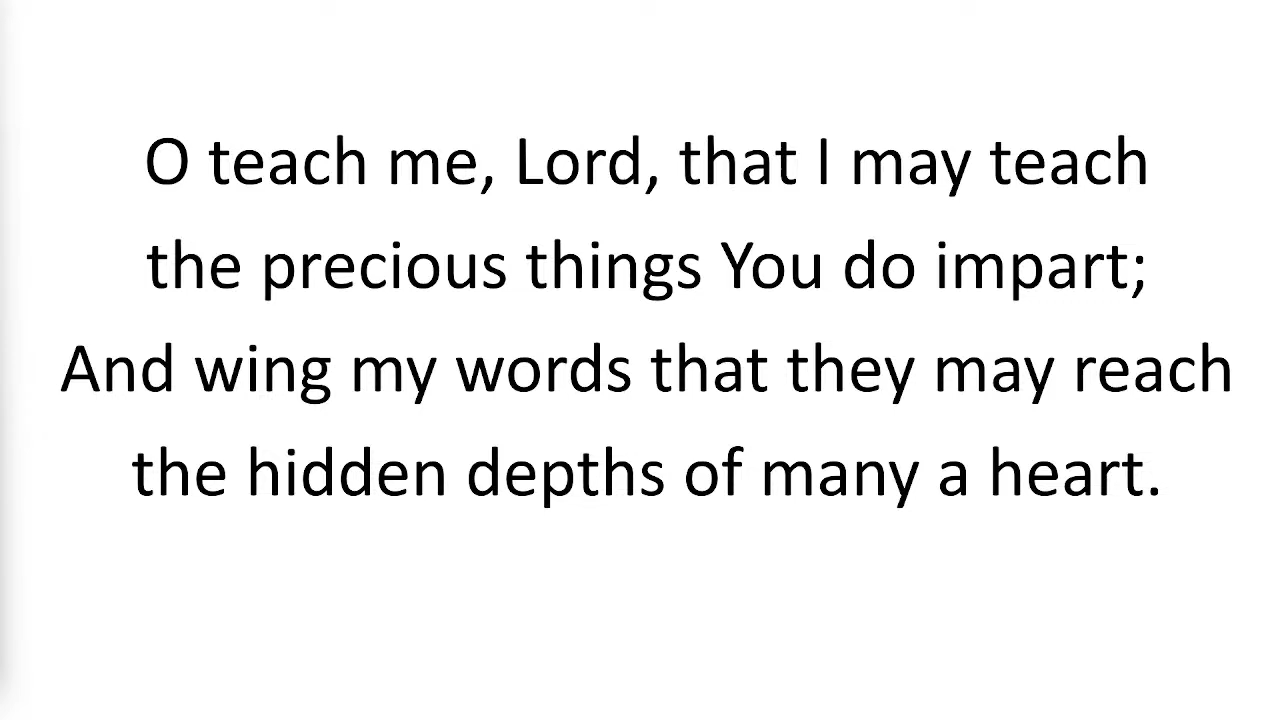 O teach me, Lord, that I may teach
the precious things You do impart;
And wing my words that they may reach
the hidden depths of many a heart.